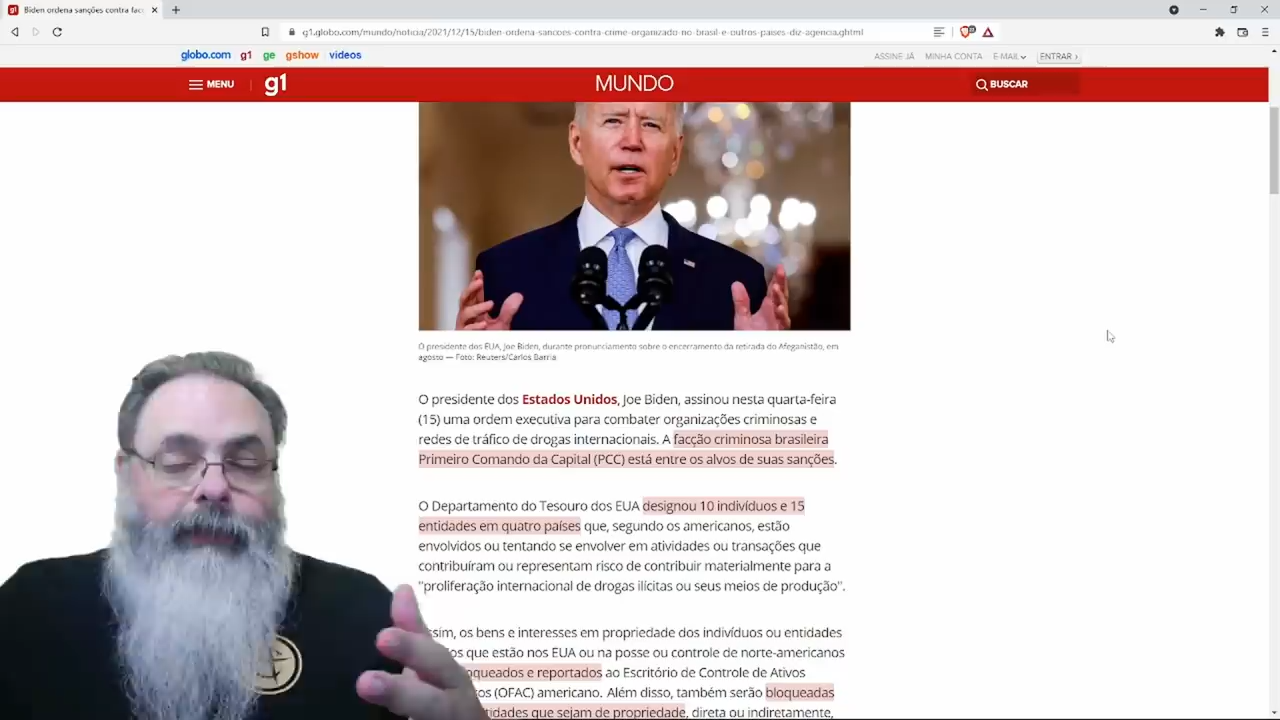 Biden ordena sanções contra fac
g1.globo.com/mundo/noticia/2021/12/15/biden-ordena-sancoes-contra-crime-organizado-no-brasil-e-outros-paises-diz-agencia.ghtml
globo.com g1 ge gshow videos
ASSINE JÁ MINHA CONTA E-MAIL ENTRAR ›
MENU g1 MUNDO BUSCAR
O presidente dos EUA, Joe Biden, durante pronunciamento sobre o encerramento da retirada do Afeganistão, em
agosto — Foto: Reuters/Carlos Barria
O presidente dos Estados Unidos, Joe Biden, assinou nesta quarta-feira
(15) uma ordem executiva para combater organizações criminosas e
redes de tráfico de drogas internacionais. A facção criminosa brasileira
Primeiro Comando da Capital (PCC) está entre os alvos de suas sanções.
O Departamento do Tesouro dos EUA designou 10 indivíduos e 15
entidades em quatro países que, segundo os americanos, estão
envolvidos ou tentando se envolver em atividades ou transações que
contribuíram ou representam risco de contribuir materialmente para a
"proliferação internacional de drogas ilícitas ou seus meios de produção".
ssim, os bens e interesses em propriedade dos indivíduos ou entidades
os que estão nos EUA ou na posse ou controle de norte-americanos
queados e reportados ao Escritório de Controle de Ativos
os (OFAC) americano. Além disso, também serão bloqueadas
tidades que sejam de propriedade, direta ou indiretamente,